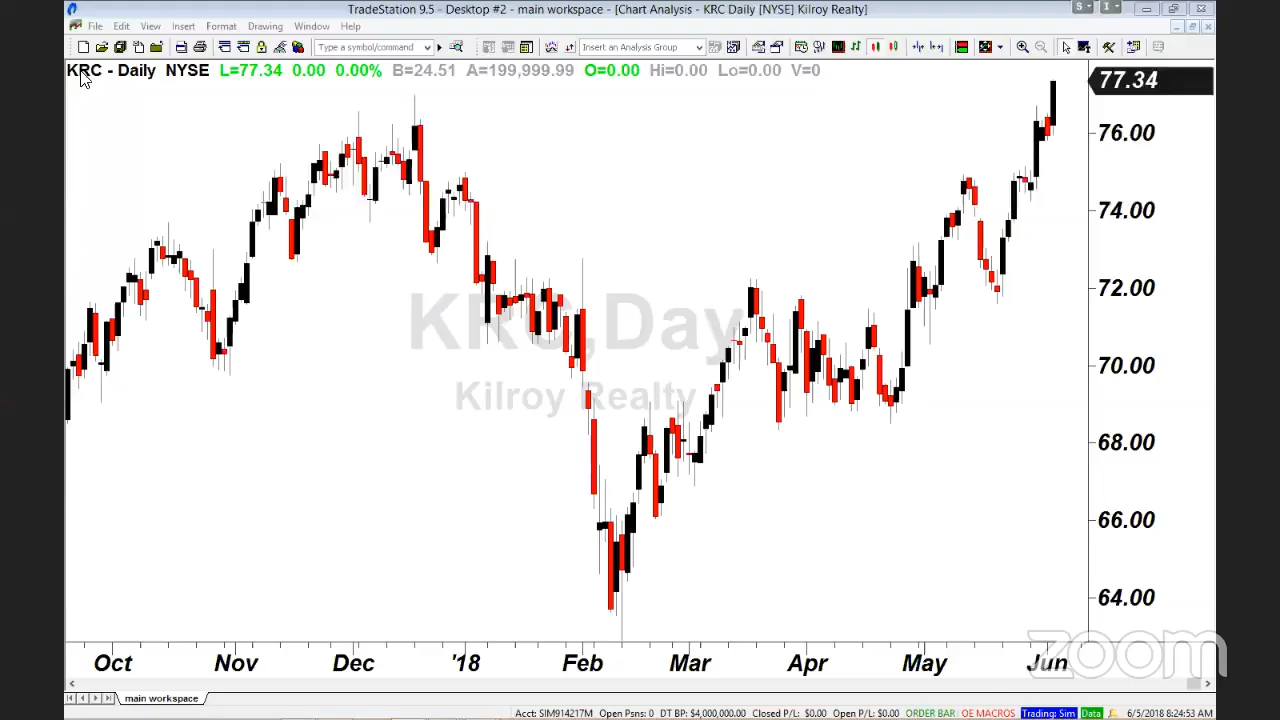 TradeStation 9.5 - Desktop #2 - main workspace - [Chart Analysis - KRC Daily [NYSE] Kilroy Realty]
S I
File Edit View Insert Format Drawing Window Help
Type a symbol/command Insert an Analysis Group
KRC - Daily NYSE L=77.34 0.00 0.00% B=24.51 A=199,999.99 O=0.00 Hi=0.00 Lo=0.00 V=0
77.34
76.00
74.00
72.00
KRC,Day
70.00
Kilroy Realty
68.00
66.00
64.00
zoom
Oct Nov Dec '18 Feb Mar Apr May Jun
main workspace
Acct: SIM914217M Open Psns: 0 DT BP: $4,000,000.00 Closed P/L: $0.00 Open P/L: $0.00 ORDER BAR OE MACROS Trading: Sim Data 6/5/2018 8:24:53 AM